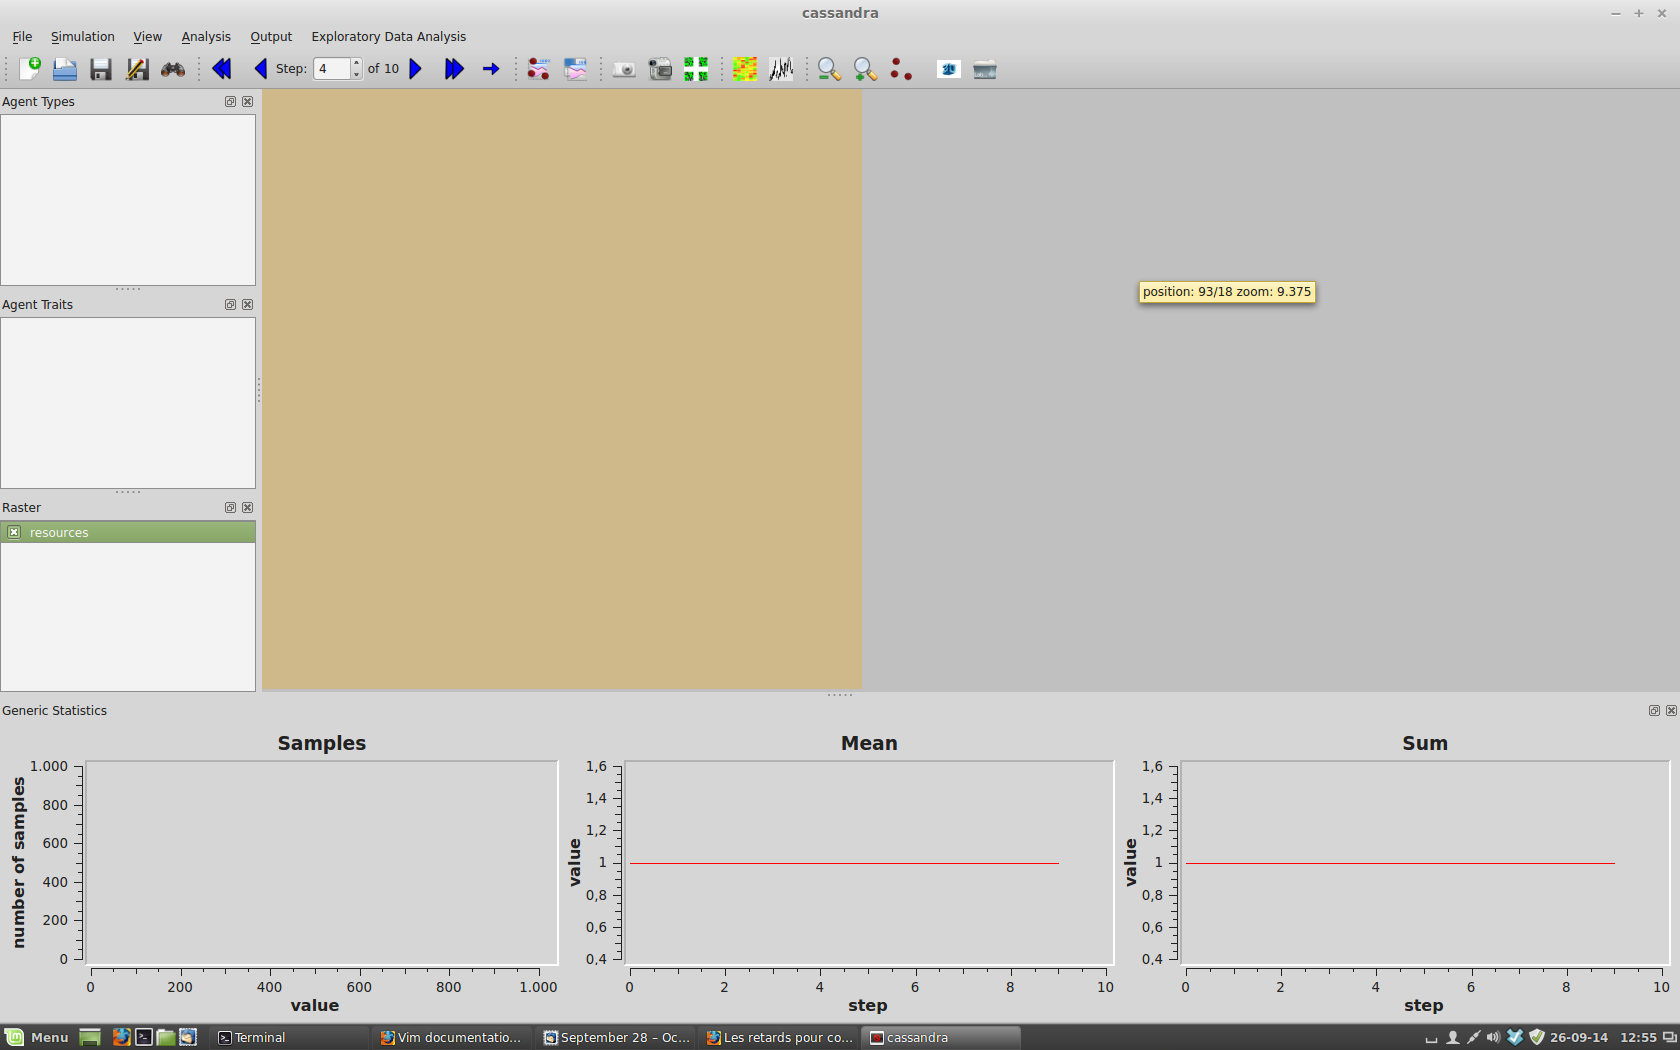 cassandra
File Simulation View Analysis Output Exploratory Data Analysis
Step: 4 of 10
Agent Types
position: 93/18 zoom: 9.375
Agent Traits
Raster
resources
Generic Statistics
Samples Mean Sum
1.000 1,6 1,6
800 1,4 1,4
600 1,2 1,2
400 1 1
200 0,8 0,8
0 0,6 0,6
0,4 0,4
number of samples value value
0 200 400 600 800 1.000 0 2 4 6 8 10 0 2 4 6 8 10
value step step
Menu Terminal Vim documentatio... September 28 – Oc... Les retards pour co... cassandra 26-09-14 12:55